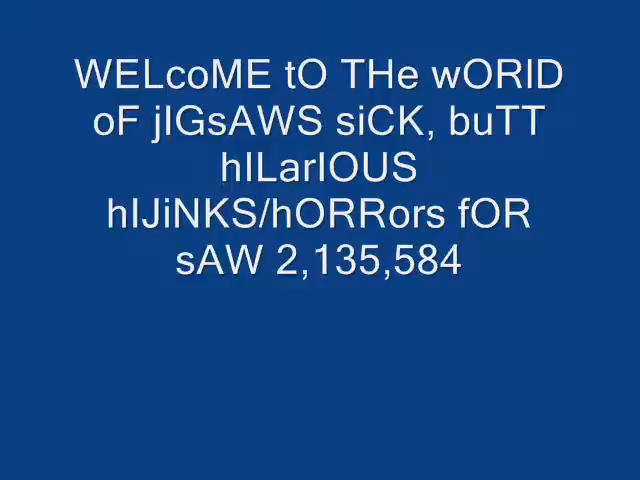 WELcoME tO THe wORlD
oF jIGsAWS siCK, buTT
hILarIOUS
hIJiNKS/hORRors fOR
sAW 2,135,584